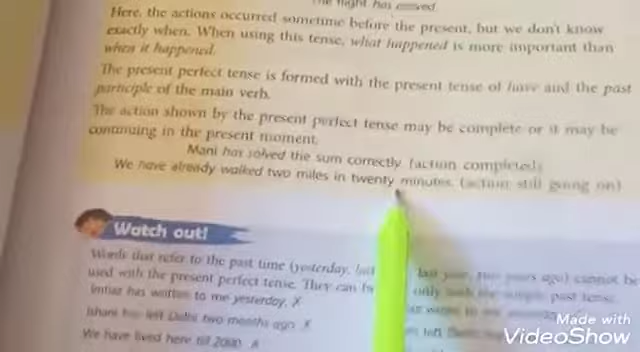 The flight has arrived.
Here, the actions occurred sometime before the present, but we don't know
exactly when. When using this tense, what happened is more important than
when it happened.
The present perfect tense is formed with the present tense of have and the past
participle of the main verb.
The action shown by the present perfect tense may be complete or it may be
continuing in the present moment.
Mani has solved the sum correctly (action completed)
We have already walked two miles in twenty minutes. (action still going on)
Watch out!
Words that refer to the past time (yesterday, last year, two years ago) cannot be
used with the present perfect tense. They can be only with the simple past tense.
Imtiaz has written to me yesterday. ✗
Ishani has left Delhi two months ago. ✗ left
We have lived here till 2000. ✗
Made with
VideoShow